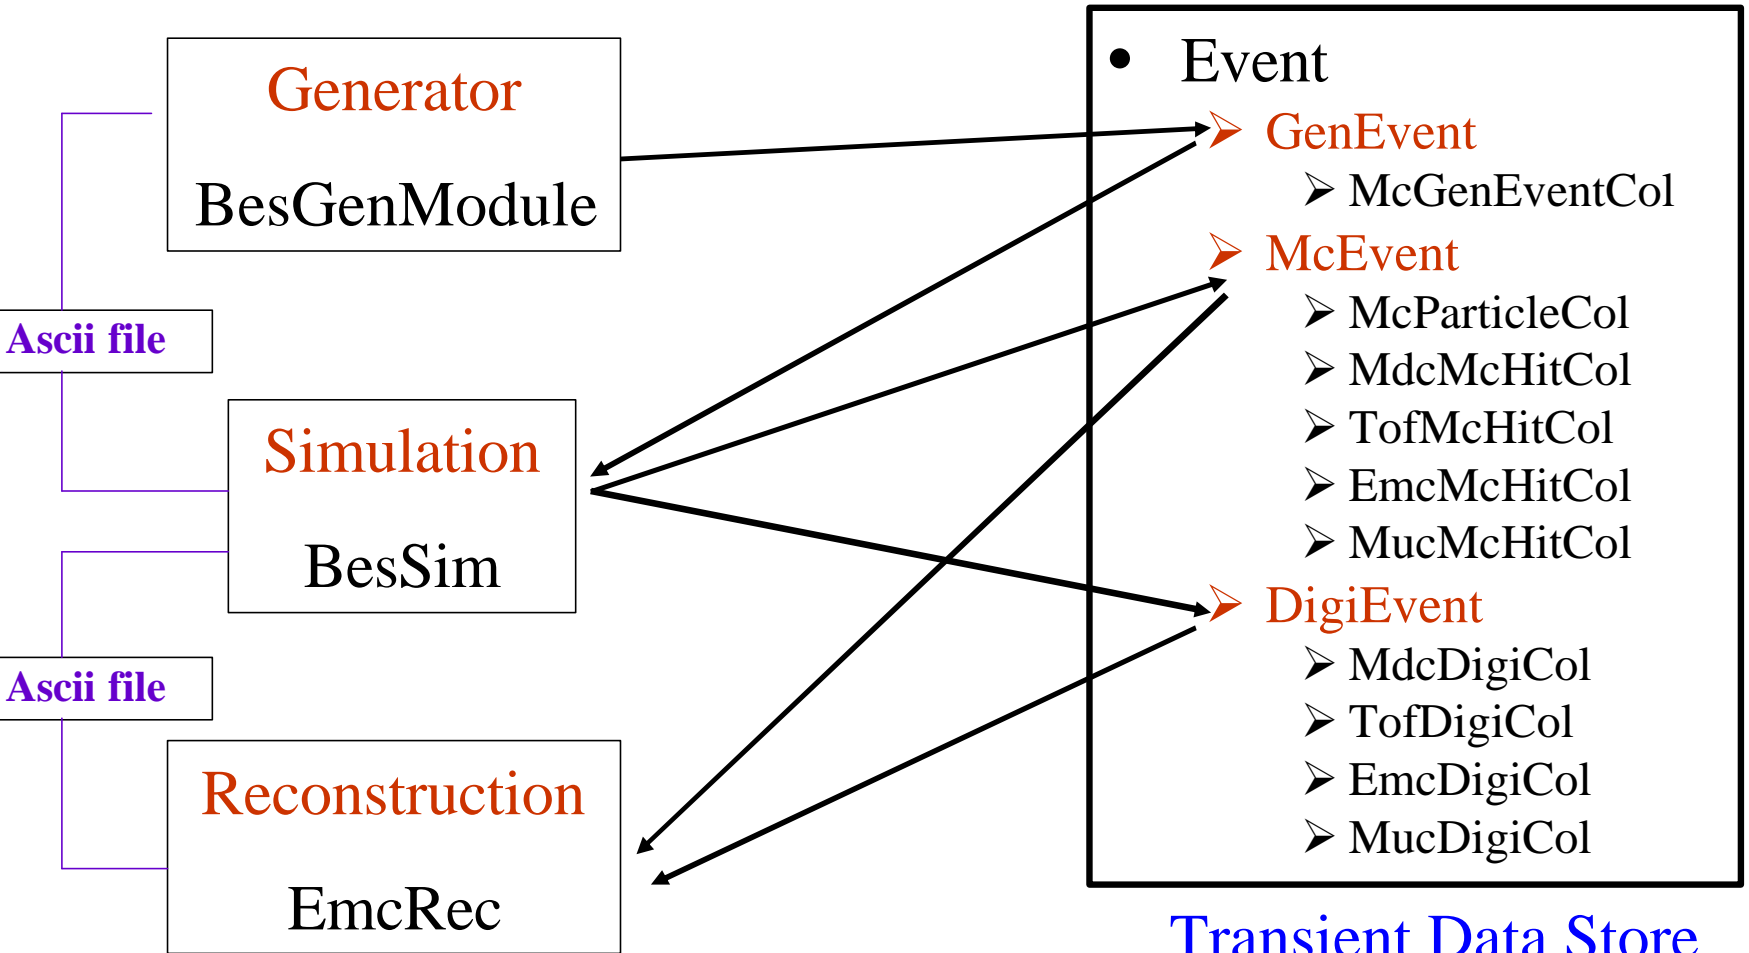 Generator
BesGenModule
Ascii file
Simulation
BesSim
Ascii file
Reconstruction
EmcRec
• Event
GenEvent
McGenEventCol
McEvent
McParticleCol
MdcMcHitCol
TofMcHitCol
EmcMcHitCol
MucMcHitCol
DigiEvent
MdcDigiCol
TofDigiCol
EmcDigiCol
MucDigiCol
Transient Data Store